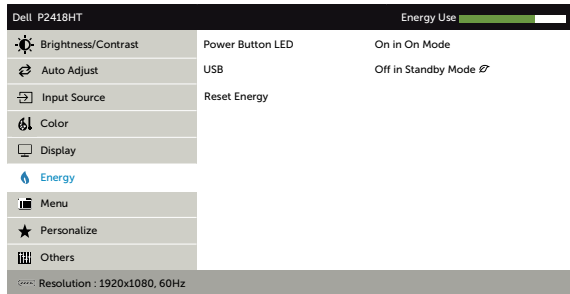 Dell P2418HT Energy Use
Brightness/Contrast Power Button LED On in On Mode
Auto Adjust USB Off in Standby Mode
Input Source Reset Energy
Color
Display
Energy
Menu
Personalize
Others
Resolution : 1920x1080, 60Hz